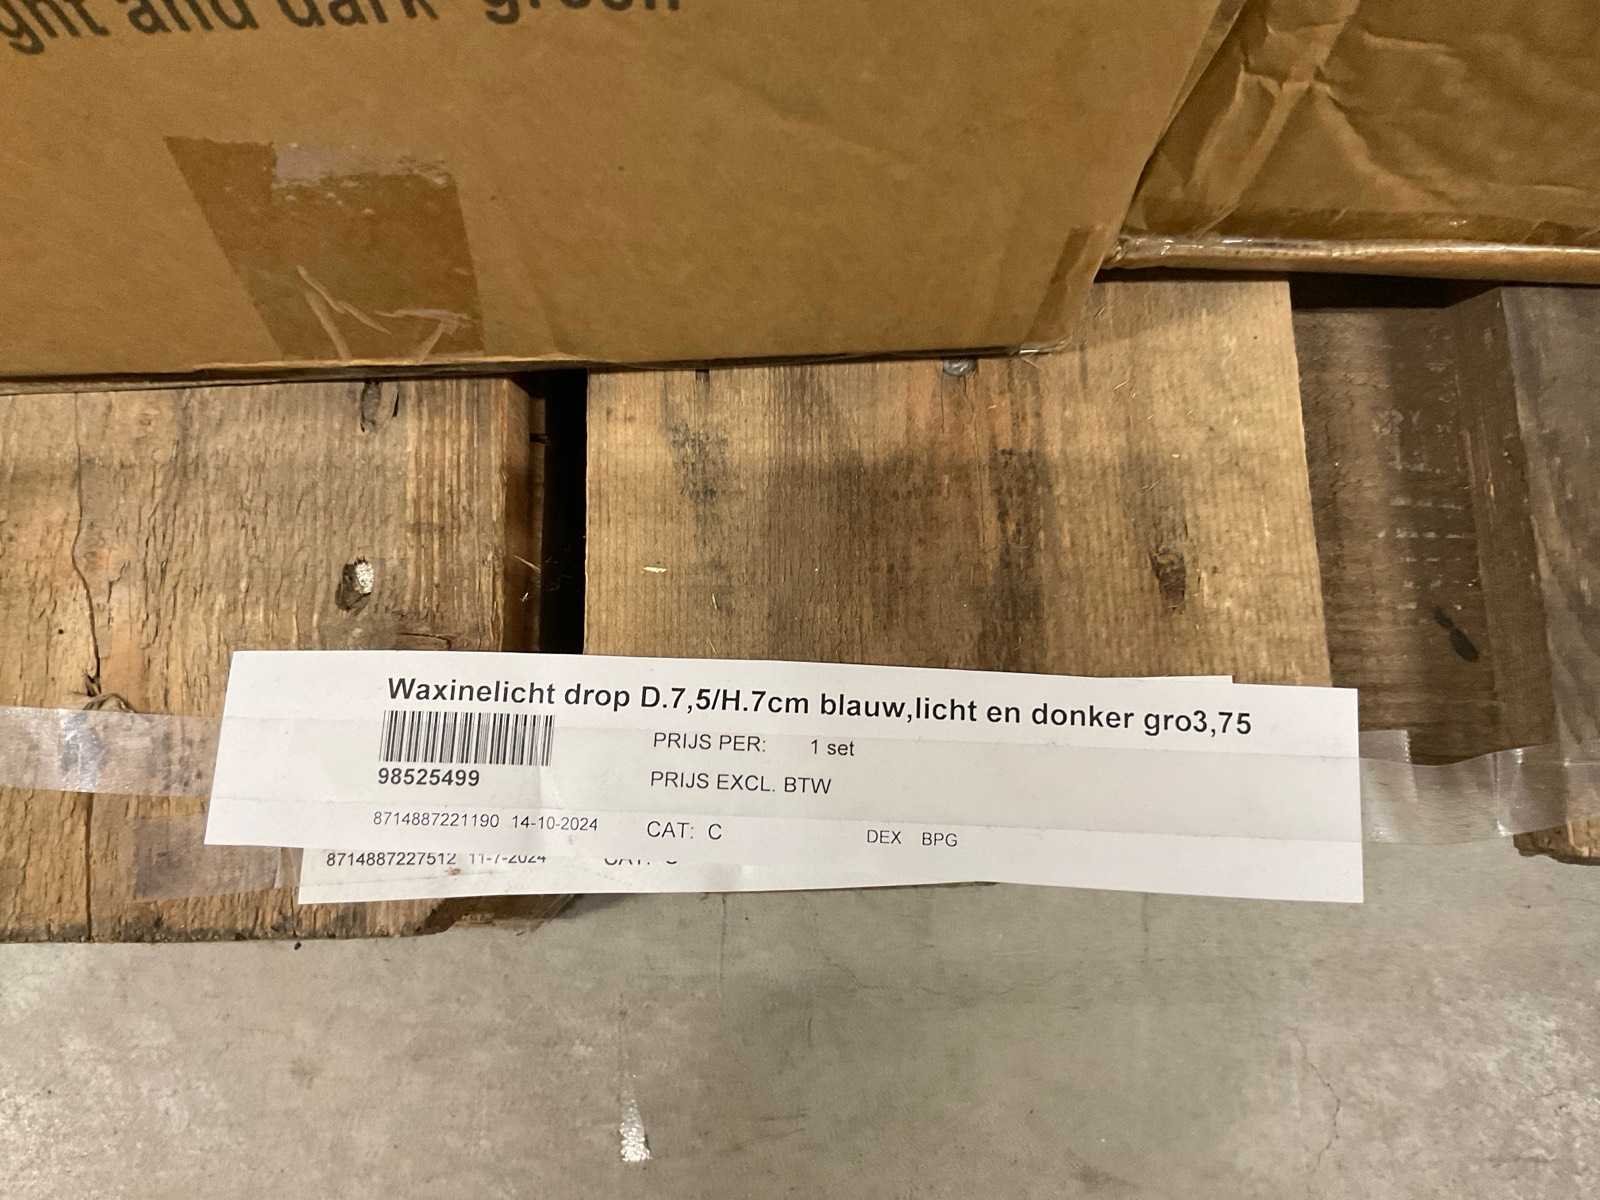 ght and dark green
Waxinelicht drop D.7,5/H.7cm blauw,licht en donker gro3,75
PRIJS PER: 1 set
98525499 PRIJS EXCL. BTW
8714887221190 14-10-2024 CAT: C DEX BPG
8714887227512 11-7-2024